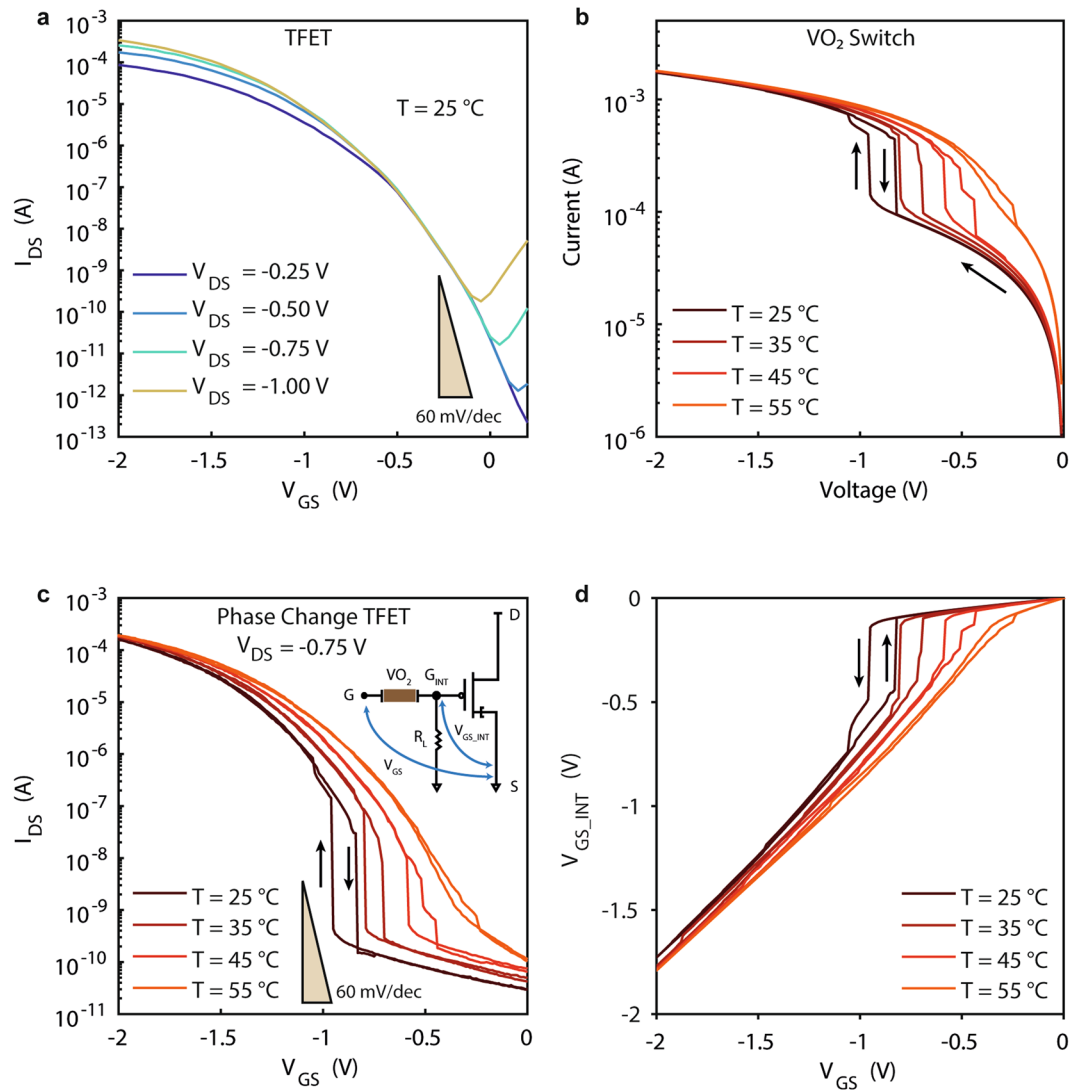 a
TFET
T = 25 °C
10⁻³
10⁻⁴
10⁻⁵
10⁻⁶
10⁻⁷
10⁻⁸
10⁻⁹
10⁻¹⁰
10⁻¹¹
10⁻¹²
10⁻¹³
I_DS (A)
V_DS = -0.25 V
V_DS = -0.50 V
V_DS = -0.75 V
V_DS = -1.00 V
60 mV/dec
-2 -1.5 -1 -0.5 0
V_GS (V)
b
VO₂ Switch
10⁻³
10⁻⁴
10⁻⁵
10⁻⁶
Current (A)
T = 25 °C
T = 35 °C
T = 45 °C
T = 55 °C
-2 -1.5 -1 -0.5 0
Voltage (V)
c
Phase Change TFET
V_DS = -0.75 V
10⁻³
10⁻⁴
10⁻⁵
10⁻⁶
10⁻⁷
10⁻⁸
10⁻⁹
10⁻¹⁰
10⁻¹¹
I_DS (A)
D
VO₂
G_INT
G
R_L
V_GS_INT
V_GS
S
T = 25 °C
T = 35 °C
T = 45 °C
T = 55 °C
60 mV/dec
-2 -1.5 -1 -0.5 0
V_GS (V)
d
0
-0.5
-1
-1.5
-2
V_GS_INT (V)
T = 25 °C
T = 35 °C
T = 45 °C
T = 55 °C
-2 -1.5 -1 -0.5 0
V_GS (V)